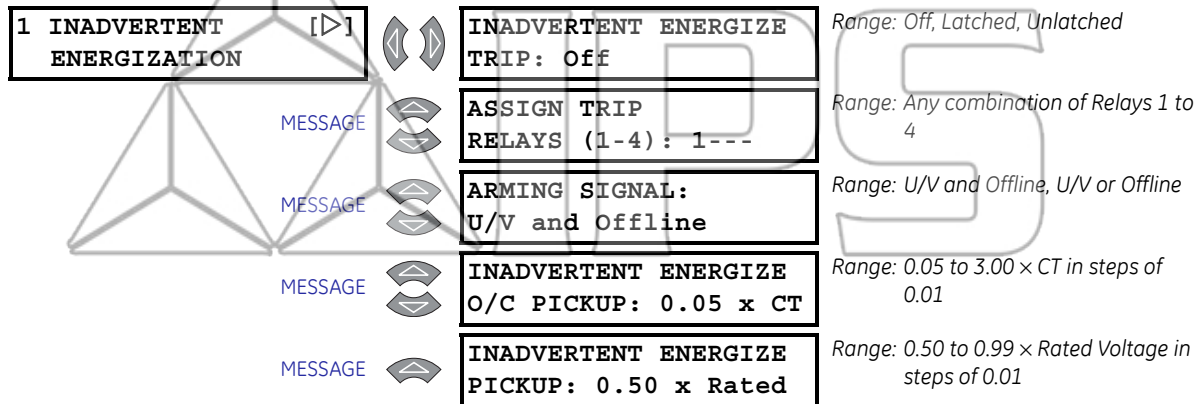 1 INADVERTENT [▷]
ENERGIZATION
INADVERTENT ENERGIZE
TRIP: Off
Range: Off, Latched, Unlatched
MESSAGE
ASSIGN TRIP
RELAYS (1-4): 1---
Range: Any combination of Relays 1 to
4
MESSAGE
ARMING SIGNAL:
U/V and Offline
Range: U/V and Offline, U/V or Offline
MESSAGE
INADVERTENT ENERGIZE
O/C PICKUP: 0.05 x CT
Range: 0.05 to 3.00 × CT in steps of
0.01
MESSAGE
INADVERTENT ENERGIZE
PICKUP: 0.50 x Rated
Range: 0.50 to 0.99 × Rated Voltage in
steps of 0.01
IPS